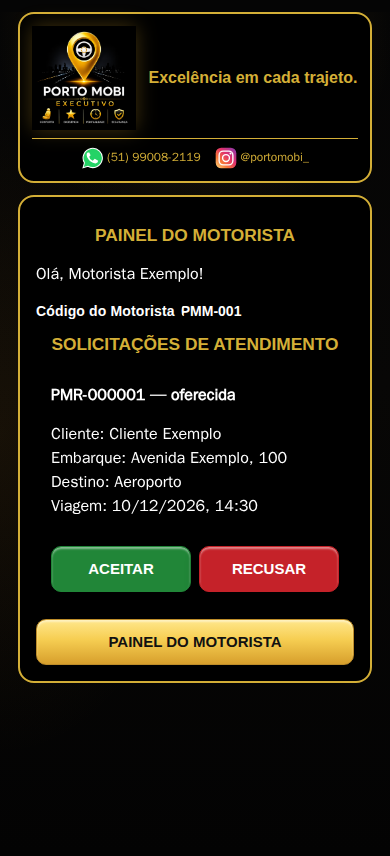 PORTO MOBI
EXECUTIVO
Excelência em cada trajeto.
(51) 99008-2119 @portomobi_
PAINEL DO MOTORISTA
Olá, Motorista Exemplo!
Código do Motorista PMM-001
SOLICITAÇÕES DE ATENDIMENTO
PMR-000001 — oferecida
Cliente: Cliente Exemplo
Embarque: Avenida Exemplo, 100
Destino: Aeroporto
Viagem: 10/12/2026, 14:30
ACEITAR RECUSAR
PAINEL DO MOTORISTA